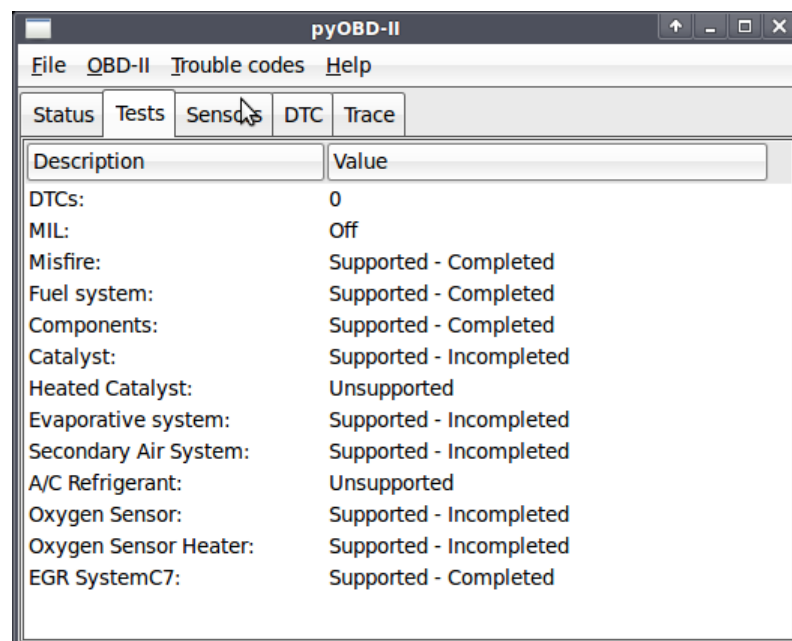 pyOBD-II
File OBD-II Trouble codes Help
Status Tests Sensors DTC Trace
Description Value
DTCs: 0
MIL: Off
Misfire: Supported - Completed
Fuel system: Supported - Completed
Components: Supported - Completed
Catalyst: Supported - Incompleted
Heated Catalyst: Unsupported
Evaporative system: Supported - Incompleted
Secondary Air System: Supported - Incompleted
A/C Refrigerant: Unsupported
Oxygen Sensor: Supported - Incompleted
Oxygen Sensor Heater: Supported - Incompleted
EGR SystemC7: Supported - Completed